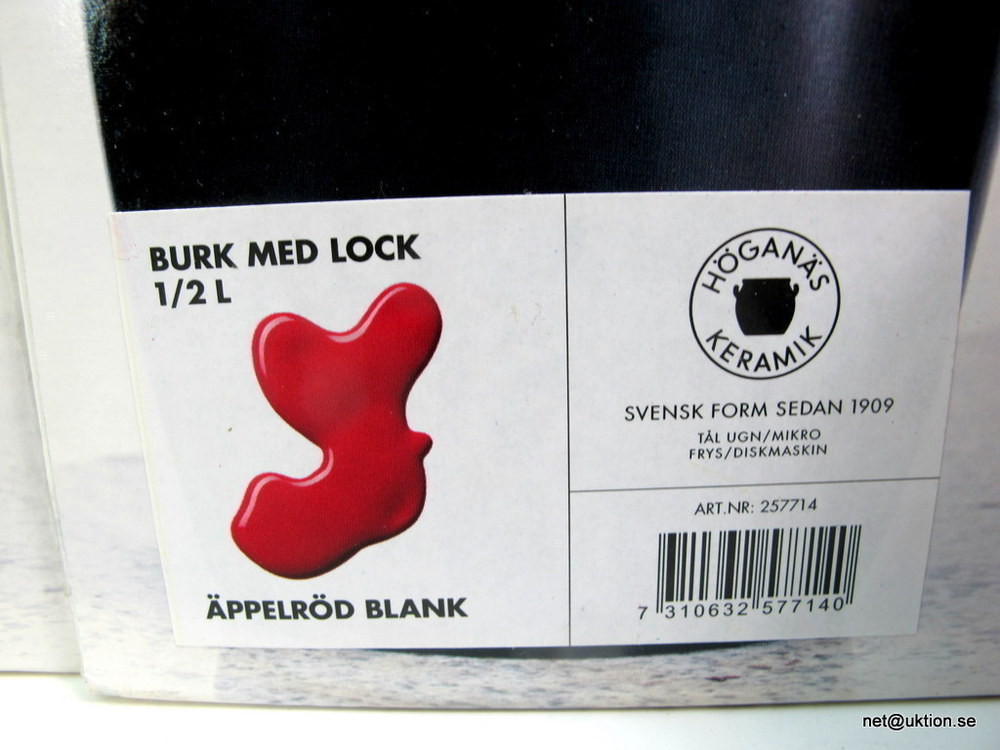 BURK MED LOCK
1/2 L
ÄPPELRÖD BLANK
HÖGANÄS
KERAMIK
SVENSK FORM SEDAN 1909
TÅL UGN/MIKRO
FRYS/DISKMASKIN
ART.NR: 257714
7 310632 577140
net@uktion.se